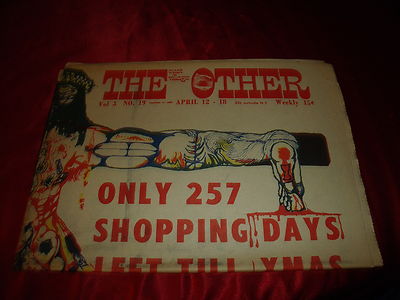 THE OTHER
Vol 3 NO. 19 APRIL 12 - 18 Weekly 15¢
ONLY 257
SHOPPING DAYS
LEFT TILL XMAS